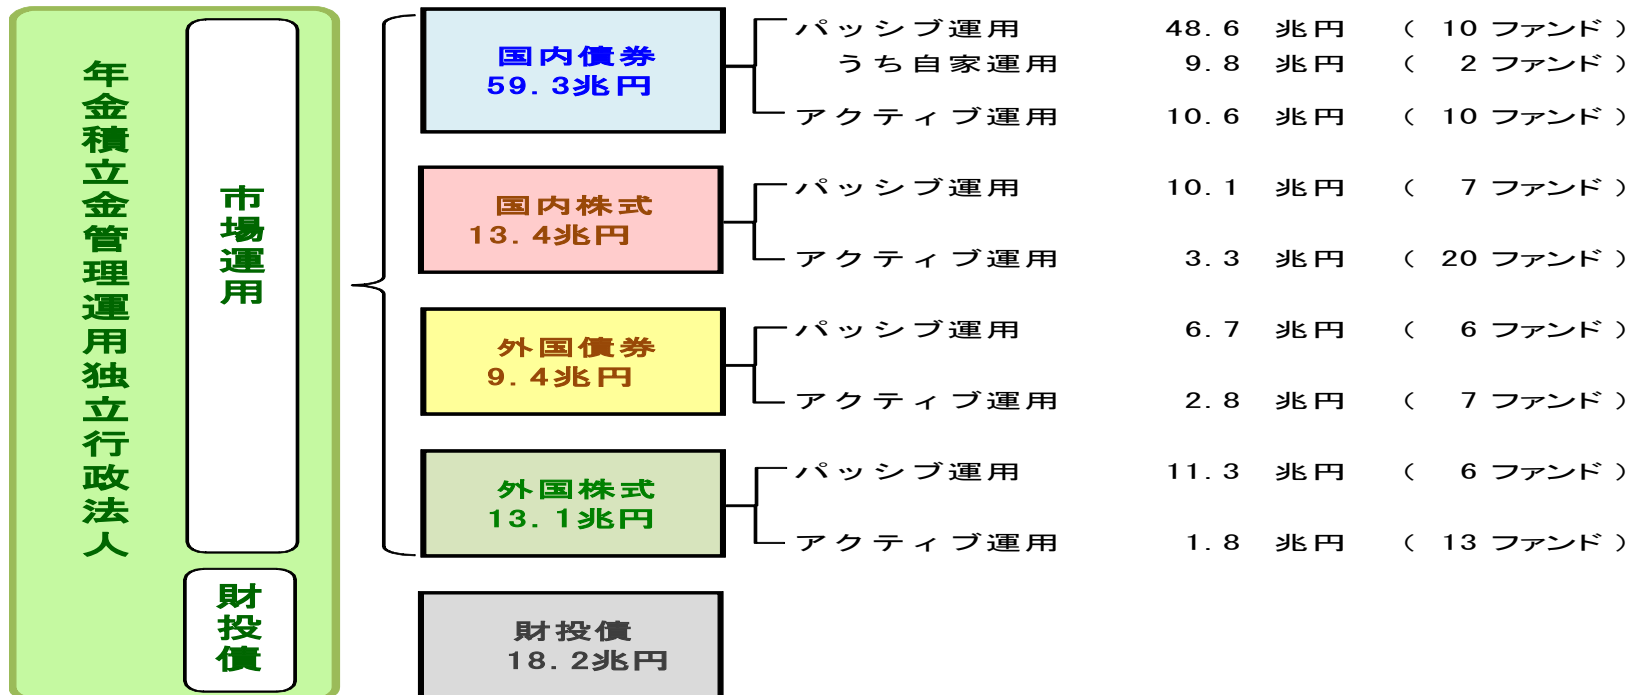 年金積立金管理運用独立行政法人
市場運用
国内債券
59.3兆円
パッシブ運用 48.6 兆円 ( 10 ファンド )
うち自家運用 9.8 兆円 ( 2 ファンド )
アクティブ運用 10.6 兆円 ( 10 ファンド )
国内株式
13.4兆円
パッシブ運用 10.1 兆円 ( 7 ファンド )
アクティブ運用 3.3 兆円 ( 20 ファンド )
外国債券
9.4兆円
パッシブ運用 6.7 兆円 ( 6 ファンド )
アクティブ運用 2.8 兆円 ( 7 ファンド )
外国株式
13.1兆円
パッシブ運用 11.3 兆円 ( 6 ファンド )
アクティブ運用 1.8 兆円 ( 13 ファンド )
財投債
財投債
18.2兆円